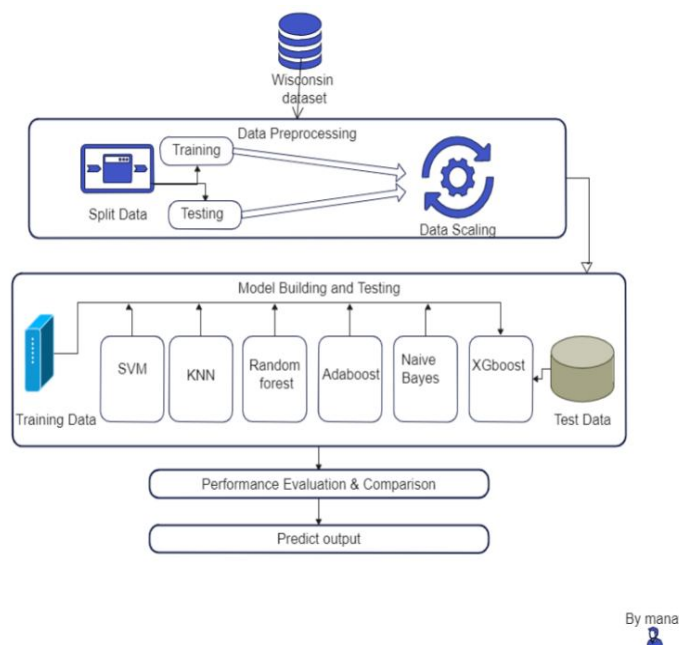 Wisconsin
dataset
Data Preprocessing
Training
Testing
Split Data
Data Scaling
Model Building and Testing
SVM
KNN
Random
forest
Adaboost
Naive
Bayes
XGboost
Training Data
Test Data
Performance Evaluation & Comparison
Predict output
By mana